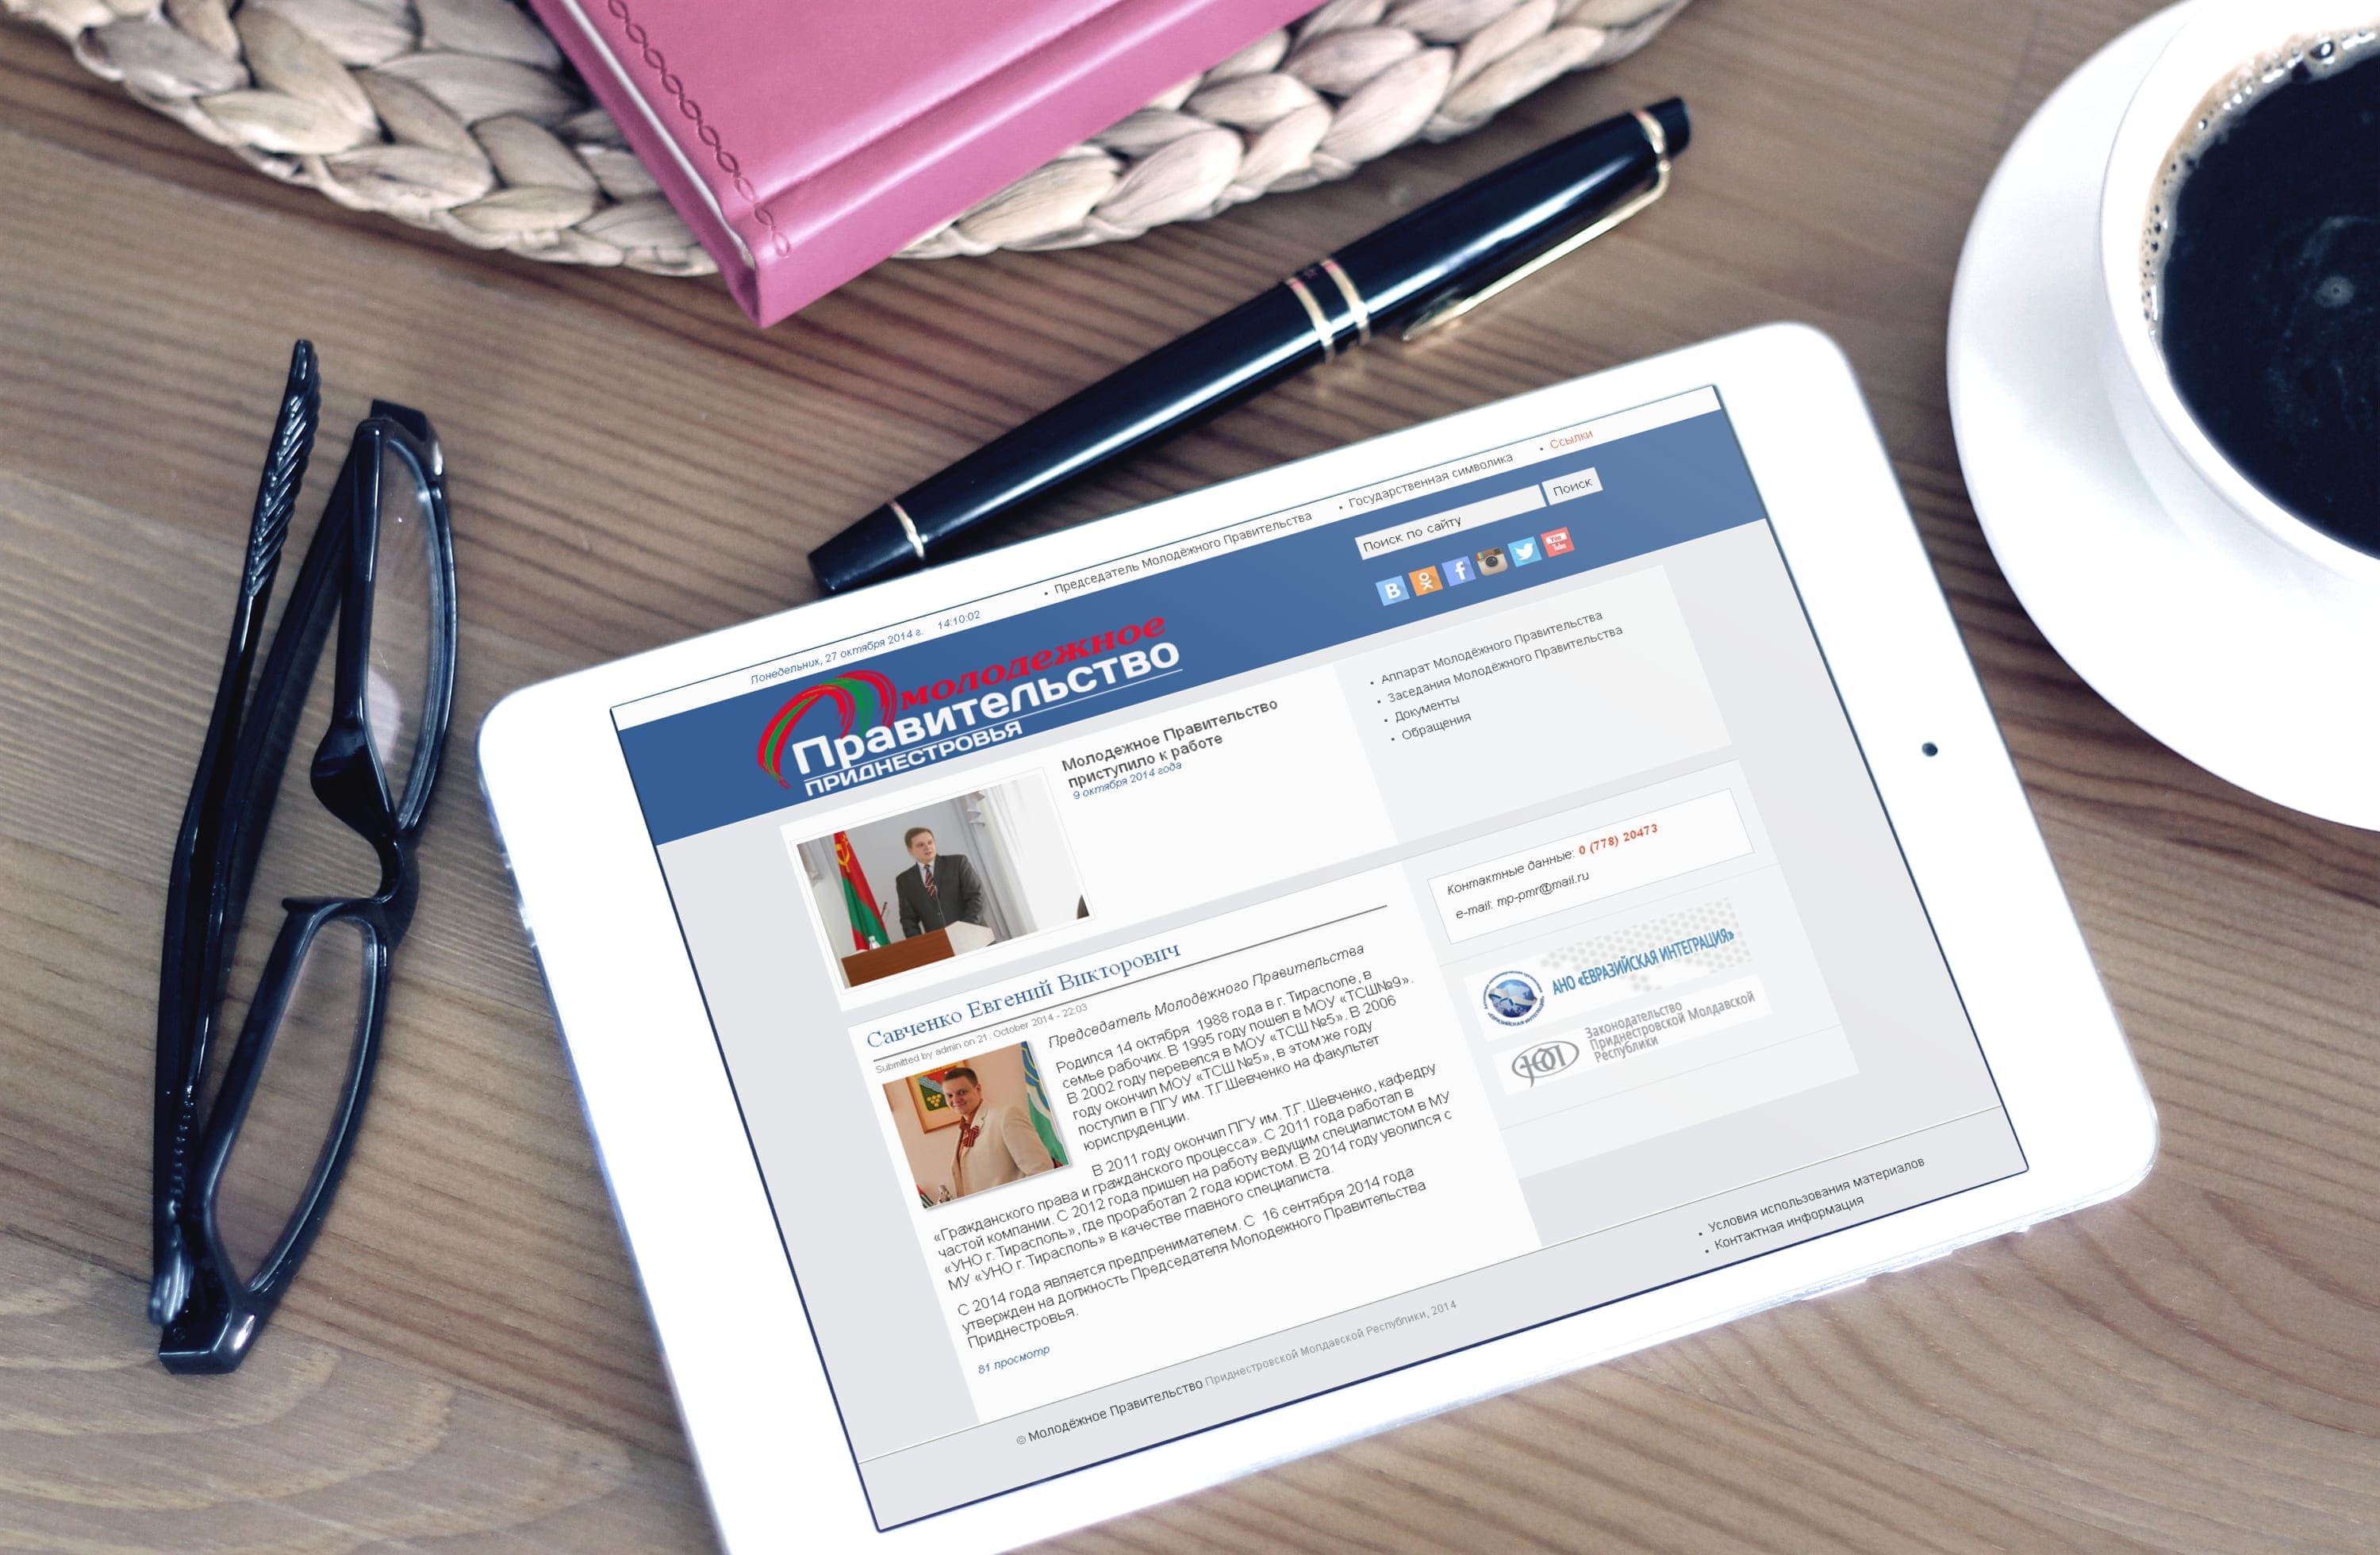 Понедельник, 27 октября 2014 г. 14:10:02
• Председатель Молодёжного Правительства
• Государственная символика
• Ссылки
молодежное
Правительство
ПРИДНЕСТРОВЬЯ
Поиск по сайту
Поиск
You
Tube
Молодежное Правительство
приступило к работе
9 октября 2014 года
• Аппарат Молодёжного Правительства
• Заседания Молодёжного Правительства
• Документы
• Обращения
Савченко Евгений Викторович
Submitted by admin on 21. October 2014 - 22:03
Председатель Молодёжного Правительства
Родился 14 октября 1988 года в г. Тирасполе, в
семье рабочих. В 1995 году пошел в МОУ «ТСШ№9».
В 2002 году перевелся в МОУ «ТСШ №5». В 2006
году окончил МОУ «ТСШ №5», в этом же году
поступил в ПГУ им. Т.Г.Шевченко на факультет
юриспруденции.
В 2011 году окончил ПГУ им. Т.Г. Шевченко, кафедру
«Гражданского права и гражданского процесса». С 2011 года работал в
частой компании. С 2012 года пришел на работу ведущим специалистом в МУ
«УНО г. Тирасполь», где проработал 2 года юристом. В 2014 году уволился с
МУ «УНО г. Тирасполь» в качестве главного специалиста.
С 2014 года является предпренимателем. С 16 сентября 2014 года
утвержден на должность Председателя Молодежного Правительства
Приднестровья.
81 просмотр
Контактные данные: 0 (778) 20473
e-mail: mp-pmr@mail.ru
АНО «ЕВРАЗИЙСКАЯ ИНТЕГРАЦИЯ»
Законодательство
Приднестровской Молдавской
Республики
© Молодёжное Правительство Приднестровской Молдавской Республики, 2014
• Условия использования материалов
• Контактная информация